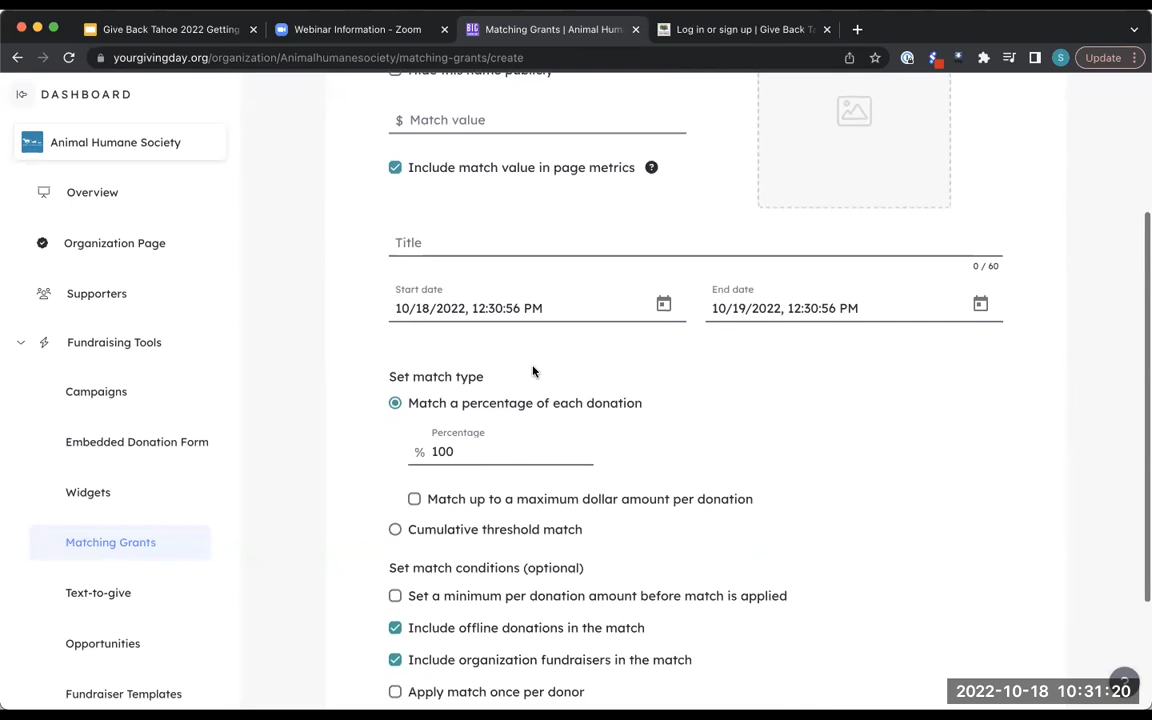 Give Back Tahoe 2022 Getting
Webinar Information - Zoom
Matching Grants | Animal Hum
Log in or sign up | Give Back T
yourgivingday.org/organization/Animalhumanesociety/matching-grants/create
S
Update
DASHBOARD
Animal Humane Society
Overview
Organization Page
Supporters
Fundraising Tools
Campaigns
Embedded Donation Form
Widgets
Matching Grants
Text-to-give
Opportunities
Fundraiser Templates
Hide this name publicly
$ Match value
Include match value in page metrics ?
Title
0 / 60
Start date
10/18/2022, 12:30:56 PM
End date
10/19/2022, 12:30:56 PM
Set match type
Match a percentage of each donation
Percentage
% 100
Match up to a maximum dollar amount per donation
Cumulative threshold match
Set match conditions (optional)
Set a minimum per donation amount before match is applied
Include offline donations in the match
Include organization fundraisers in the match
Apply match once per donor
2022-10-18 10:31:20